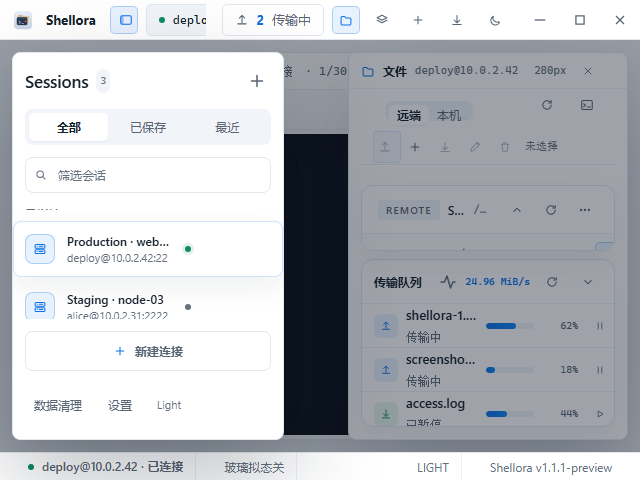 Shellora
deplo
2 传输中
Sessions 3
全部 已保存 最近
筛选会话
Production · web...
deploy@10.0.2.42:22
Staging · node-03
alice@10.0.2.31:2222
+ 新建连接
数据清理 设置 Light
接 · 1/30
文件 deploy@10.0.2.42 280px
远端 本机
未选择
REMOTE S... /...
传输队列 24.96 MiB/s
shellora-1.... 62%
传输中
screensho... 18%
传输中
access.log 44%
已暂停
deploy@10.0.2.42 · 已连接 玻璃拟态关 LIGHT Shellora v1.1.1-preview